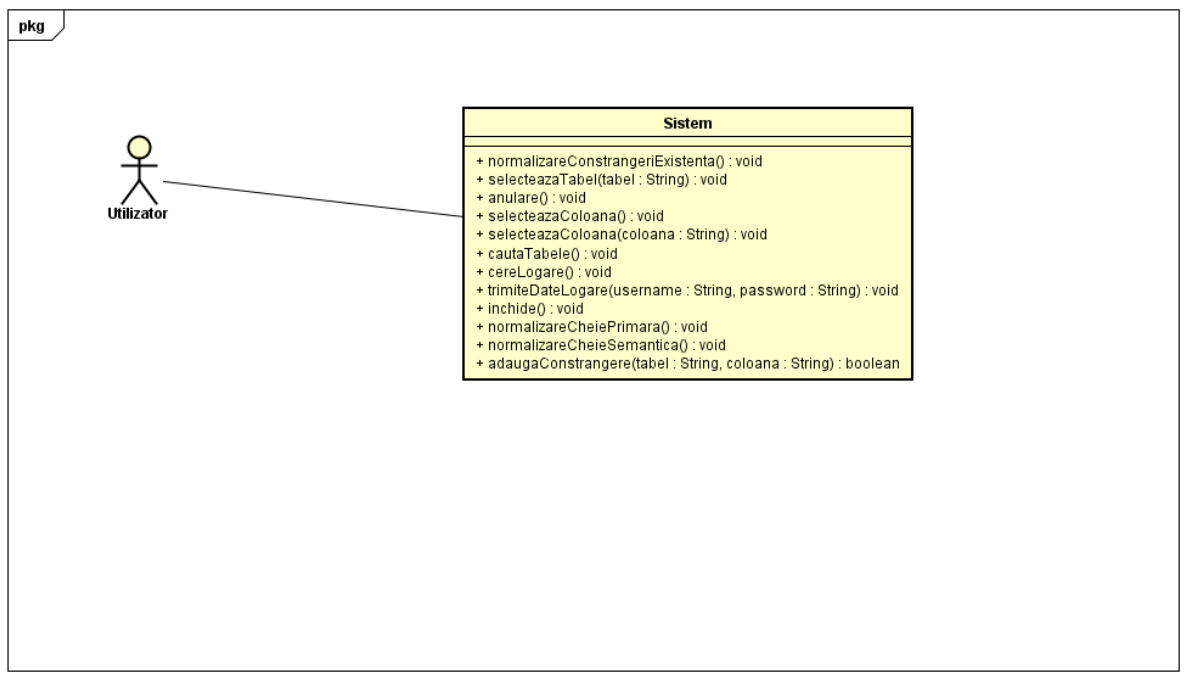 pkg
Utilizator
Sistem
+ normalizareConstrangeriExistenta() : void
+ selecteazaTabel(tabel : String) : void
+ anulare() : void
+ selecteazaColoana() : void
+ selecteazaColoana(coloana : String) : void
+ cautaTabele() : void
+ cereLogare() : void
+ trimiteDateLogare(username : String, password : String) : void
+ inchide() : void
+ normalizareCheiePrimara() : void
+ normalizareCheieSemantica() : void
+ adaugaConstrangere(tabel : String, coloana : String) : boolean